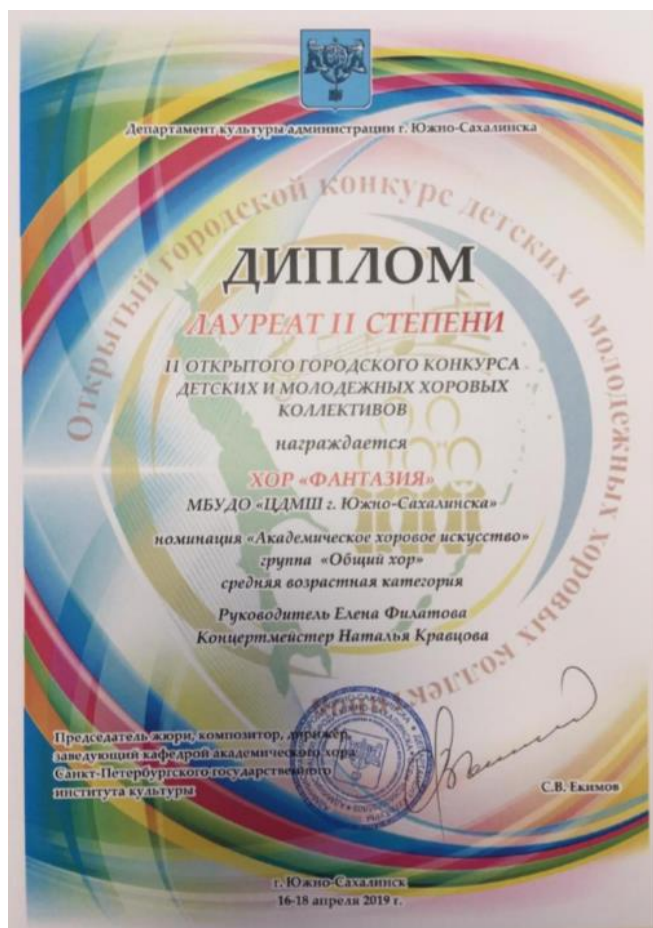 Департамент культуры администрации г. Южно-Сахалинска
Открытый городской конкурс детских и молодежных хоровых коллект
ДИПЛОМ
ЛАУРЕАТ II СТЕПЕНИ
II ОТКРЫТОГО ГОРОДСКОГО КОНКУРСА
ДЕТСКИХ И МОЛОДЕЖНЫХ ХОРОВЫХ
КОЛЛЕКТИВОВ
награждается
ХОР «ФАНТАЗИЯ»
МБУДО «ЦДМШ г. Южно-Сахалинска»
номинация «Академическое хоровое искусство»
группа «Общий хор»
средняя возрастная категория
Руководитель Елена Филатова
Концертмейстер Наталья Кравцова
Председатель жюри, композитор, дирижер,
заведующий кафедрой академического хора
Санкт-Петербургского государственного
института культуры
С.В. Екимов
г. Южно-Сахалинск
16-18 апреля 2019 г.